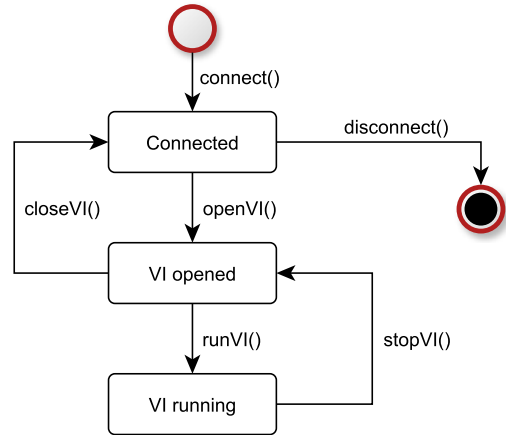 connect()
Connected
disconnect()
closeVI()
openVI()
VI opened
runVI()
stopVI()
VI running